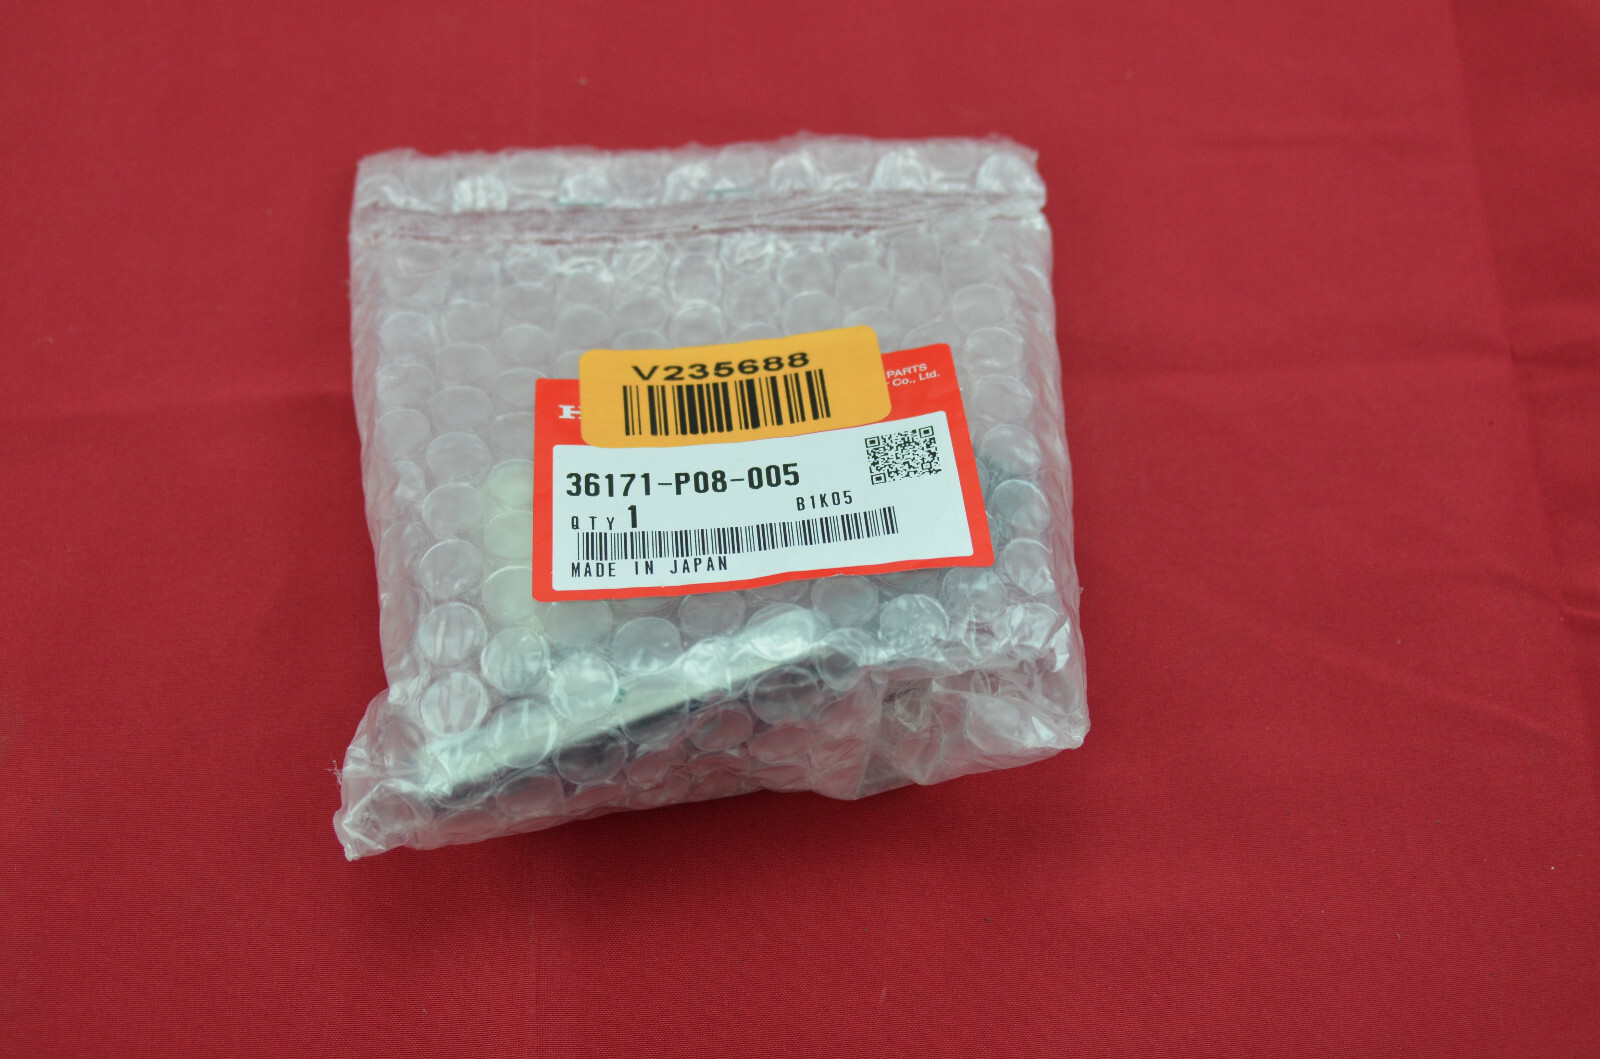 V235688
PARTS
Co., Ltd.
H
36171-P08-005
B1K05
QTY 1
MADE IN JAPAN